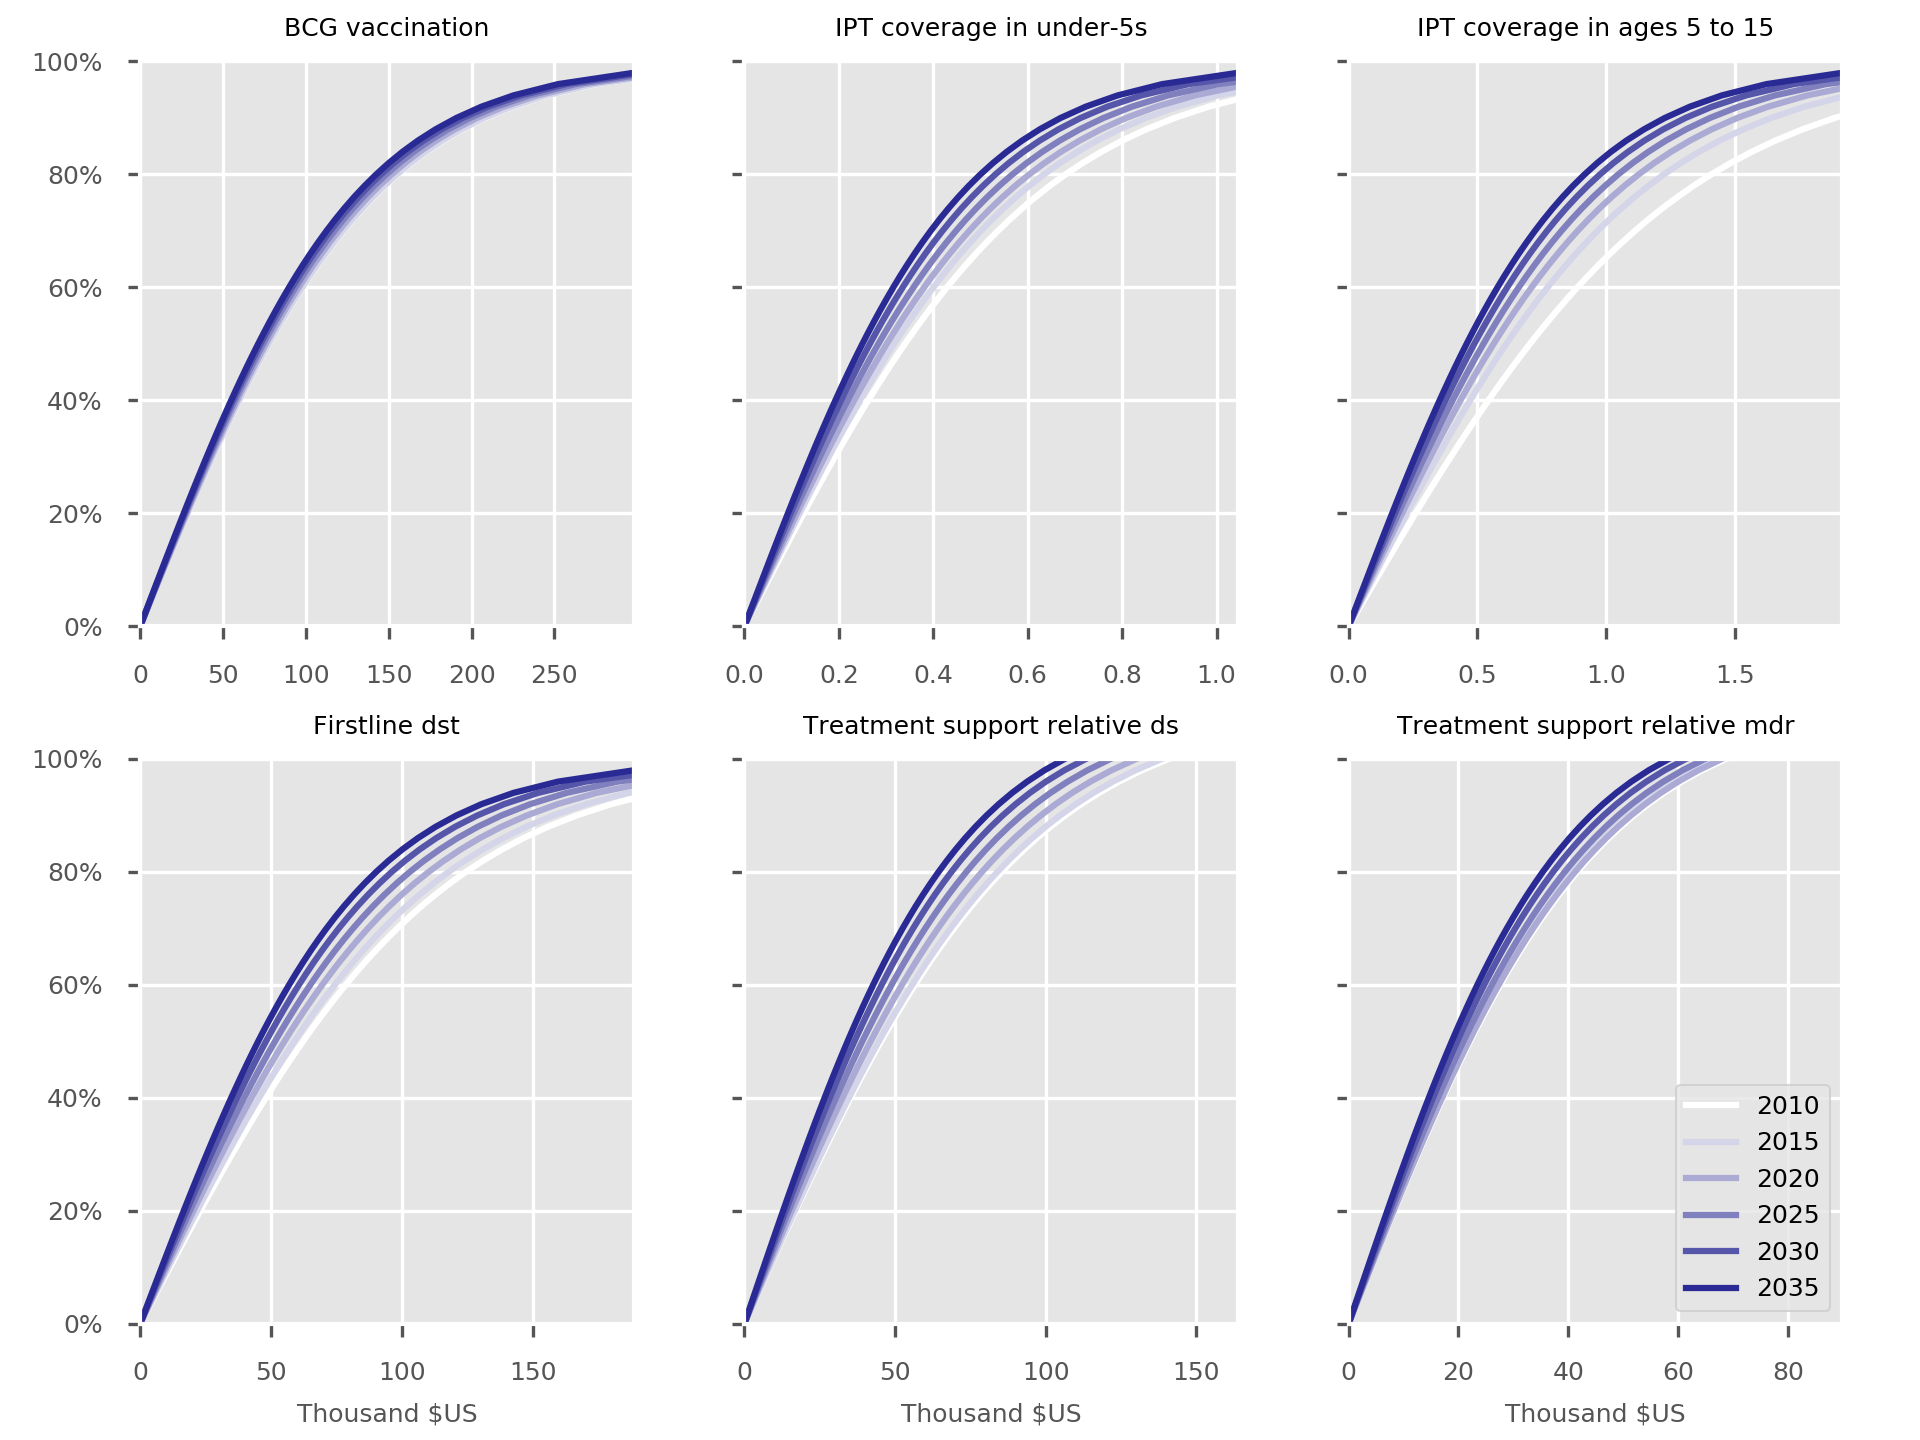 BCG vaccination
IPT coverage in under-5s
IPT coverage in ages 5 to 15
100%
80%
60%
40%
20%
0%
0 50 100 150 200 250
0.0 0.2 0.4 0.6 0.8 1.0
0.0 0.5 1.0 1.5
Firstline dst
Treatment support relative ds
Treatment support relative mdr
100%
80%
60%
40%
20%
0%
2010
2015
2020
2025
2030
2035
0 50 100 150
0 50 100 150
0 20 40 60 80
Thousand $US
Thousand $US
Thousand $US